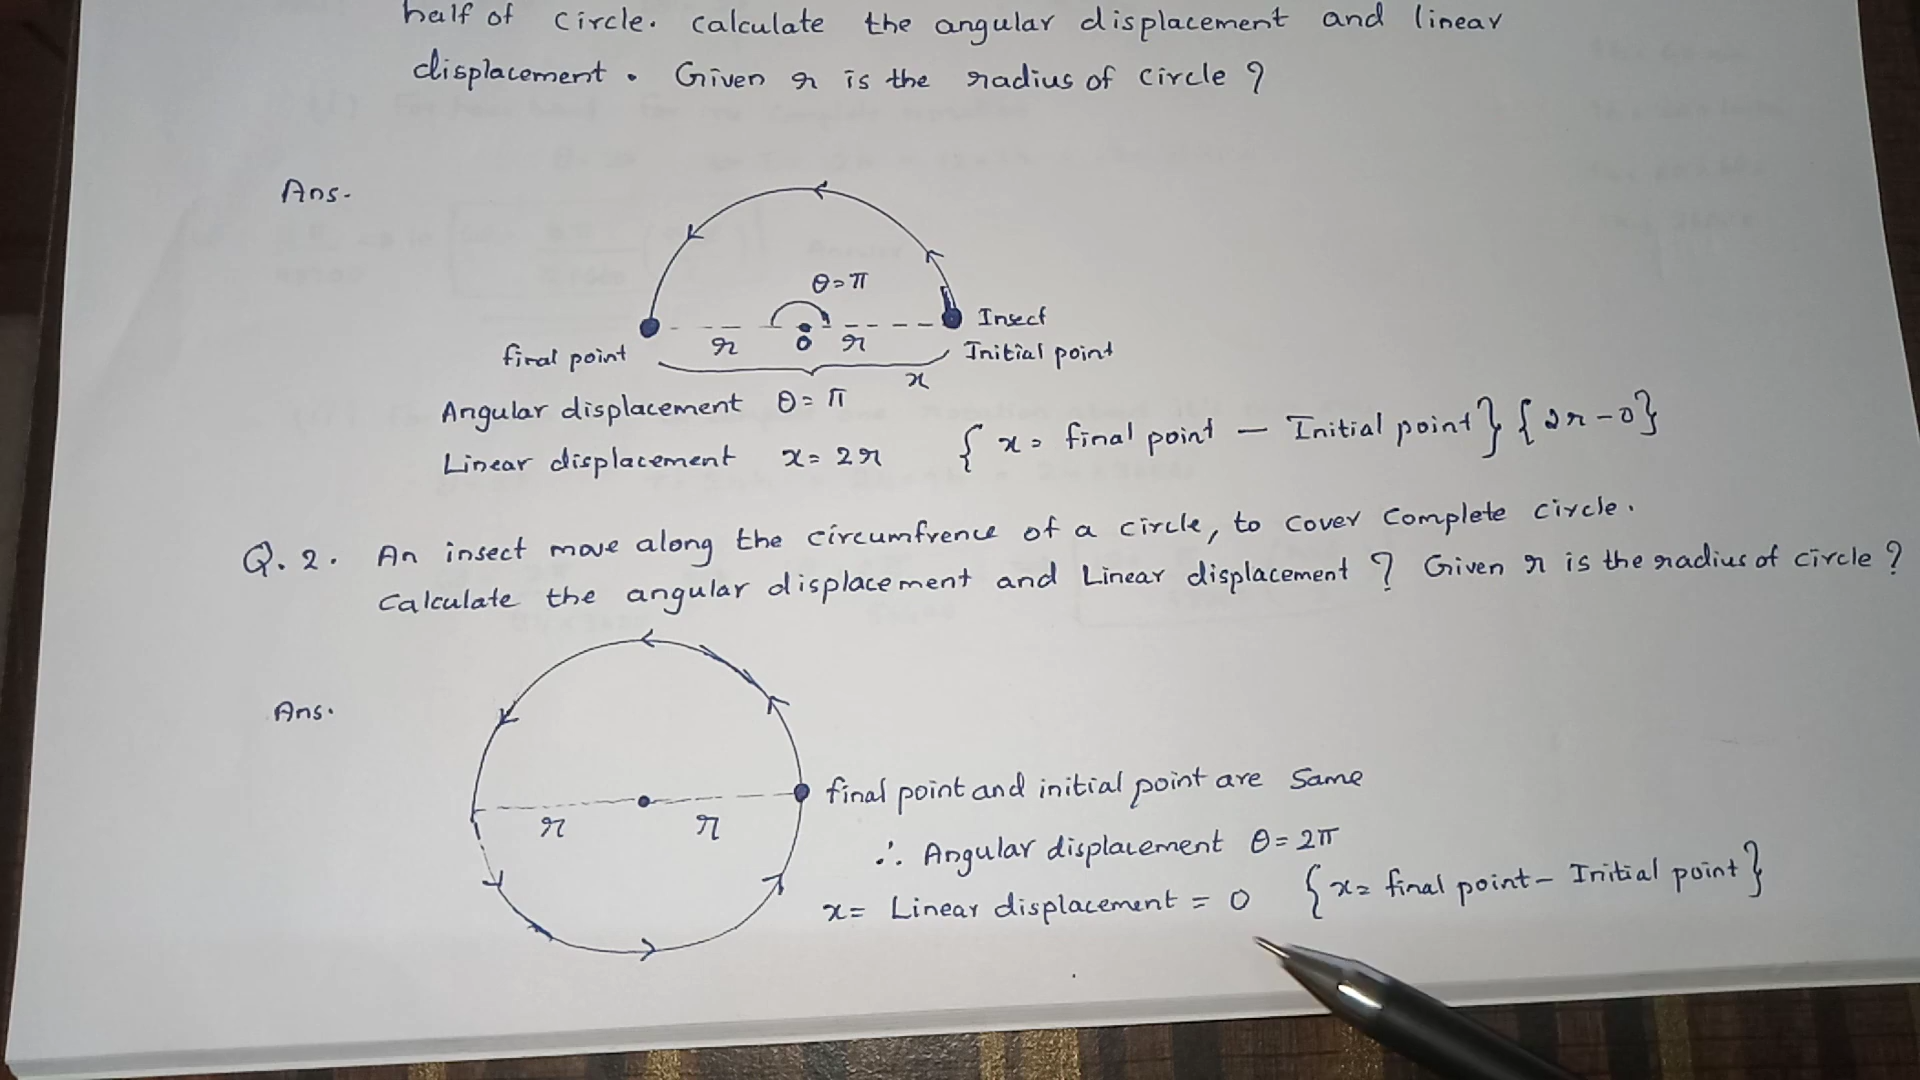 half of circle. Calculate the angular displacement and linear
displacement. Given r is the radius of circle ?
Ans.
θ=π
Insect
r O r
final point
Initial point
x
Angular displacement θ=π
Linear displacement x=2r { x= final point – Initial point} {2r-0}
Q.2. An insect move along the circumfrence of a circle, to cover complete circle.
Calculate the angular displacement and Linear displacement ? Given r is the radius of circle ?
Ans.
r r
final point and initial point are same
∴ Angular displacement θ=2π
x= Linear displacement = 0 {x= final point – Initial point}